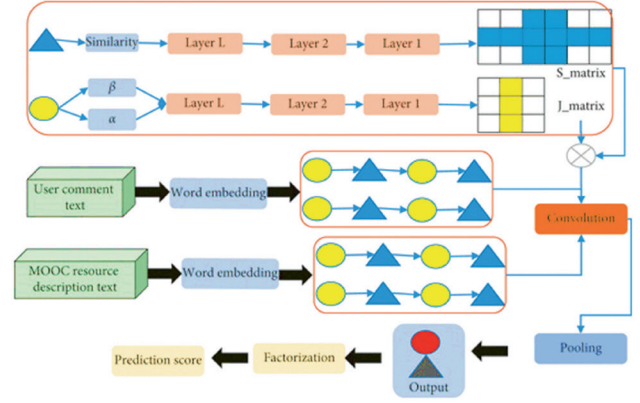 Similarity
Layer L
Layer 2
Layer 1
S_matrix
β
α
Layer L
Layer 2
Layer 1
J_matrix
User comment
text
Word embedding
Convolution
MOOC resource
description text
Word embedding
Prediction score
Factorization
Output
Pooling